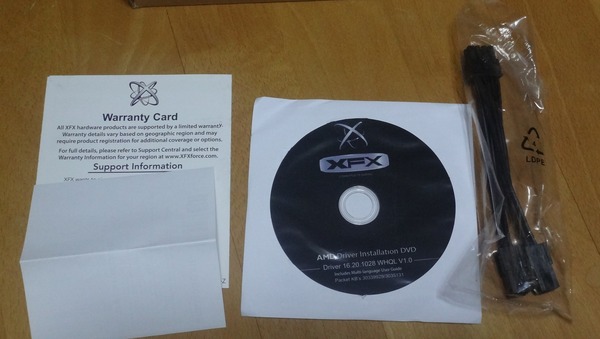 Warranty Card
All XFX hardware products are supported by a limited warranty.
Warranty details vary based on geographic region and may
require product registration for additional coverage or options.
For full details, please refer to Support Central and select the
Warranty Information for your region at www.XFXforce.com.
Support Information
XFX
XFX
AMD Driver Installation DVD
Driver 16.20.1028 WHQL V1.0
Includes Multi-language User Guide
LDPE